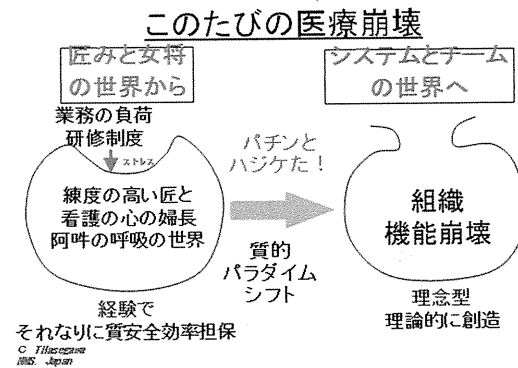 このたびの医療崩壊
匠みと女将
の世界から
システムとチーム
の世界へ
業務の負荷
研修制度
ストレス
練度の高い匠と
看護の心の婦長
阿吽の呼吸の世界
パチンと
ハジケた！
質的
パラダイム
シフト
組織
機能崩壊
経験で
それなりに質安全効率担保
理念型
理論的に創造
© THasegawa
NMS. Japan